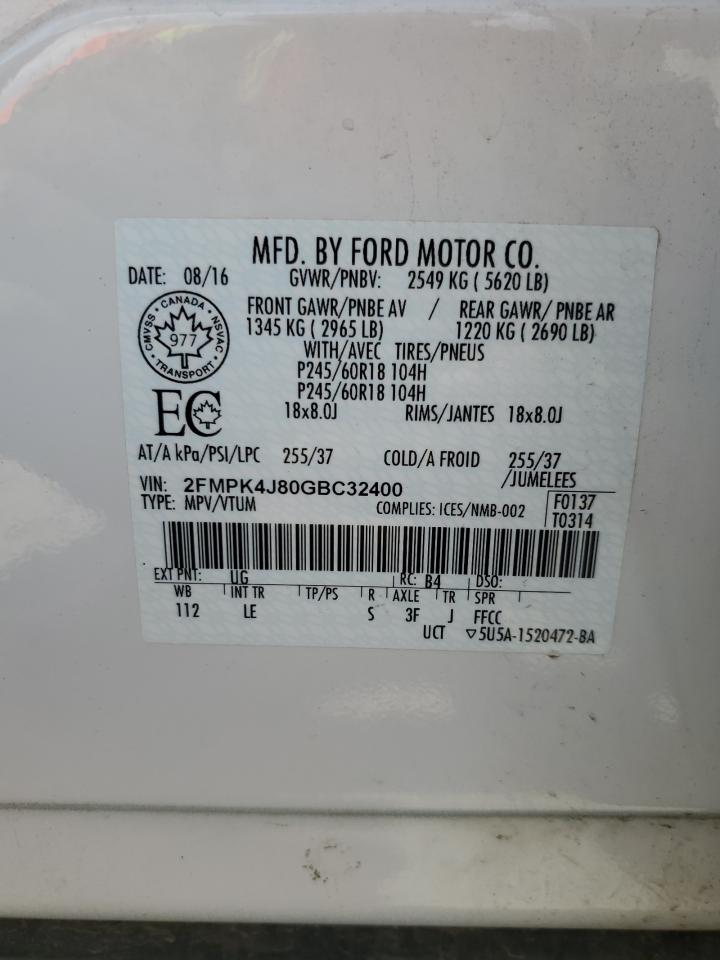 MFD. BY FORD MOTOR CO.
DATE: 08/16 GVWR/PNBV: 2549 KG ( 5620 LB)
FRONT GAWR/PNBE AV / REAR GAWR/ PNBE AR
1345 KG ( 2965 LB) 1220 KG ( 2690 LB)
CANADA
CMVSS NSVAC
977
TRANSPORT
WITH/AVEC TIRES/PNEUS
P245/60R18 104H
P245/60R18 104H
EC
18x8.0J RIMS/JANTES 18x8.0J
AT/A kPa/PSI/LPC 255/37 COLD/A FROID 255/37
/JUMELEES
VIN: 2FMPK4J80GBC32400
TYPE: MPV/VTUM COMPLIES: ICES/NMB-002
F0137
T0314
EXT PNT: UG RC: B4 DSO:
WB INT TR TP/PS R AXLE TR SPR
112 LE S 3F J FFCC
UCT ▽5U5A-1520472-BA